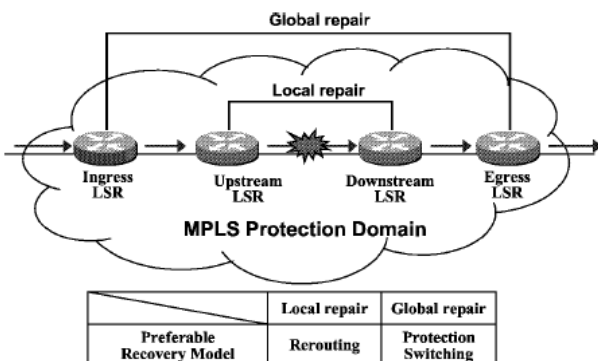 Global repair
Local repair
Ingress
LSR
Upstream
LSR
Downstream
LSR
Egress
LSR
MPLS Protection Domain
Local repair Global repair
Preferable
Recovery Model
Rerouting
Protection
Switching